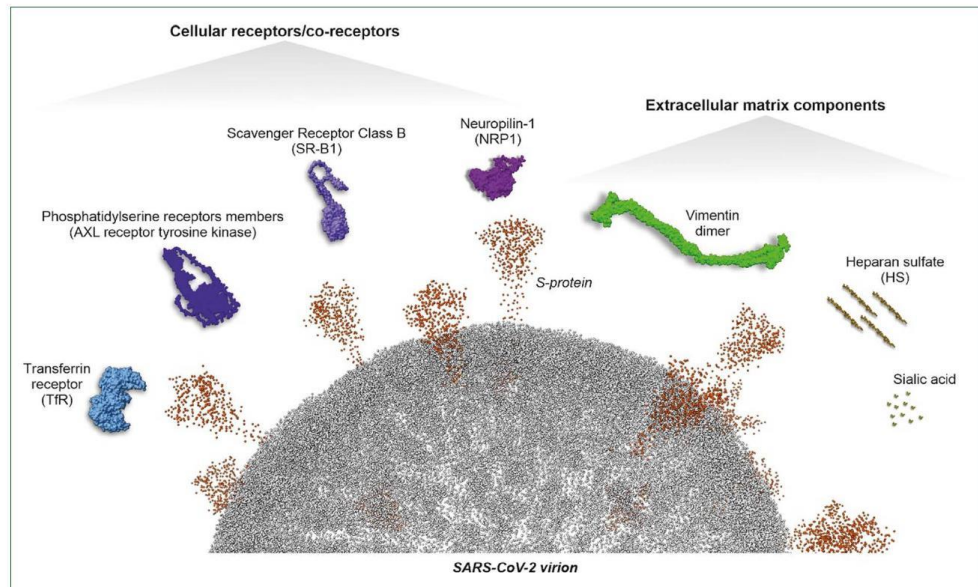 Cellular receptors/co-receptors
Extracellular matrix components
Neuropilin-1
(NRP1)
Scavenger Receptor Class B
(SR-B1)
Phosphatidylserine receptors members
(AXL receptor tyrosine kinase)
Transferrin
receptor
(TfR)
Vimentin
dimer
Heparan sulfate
(HS)
Sialic acid
S-protein
SARS-CoV-2 virion